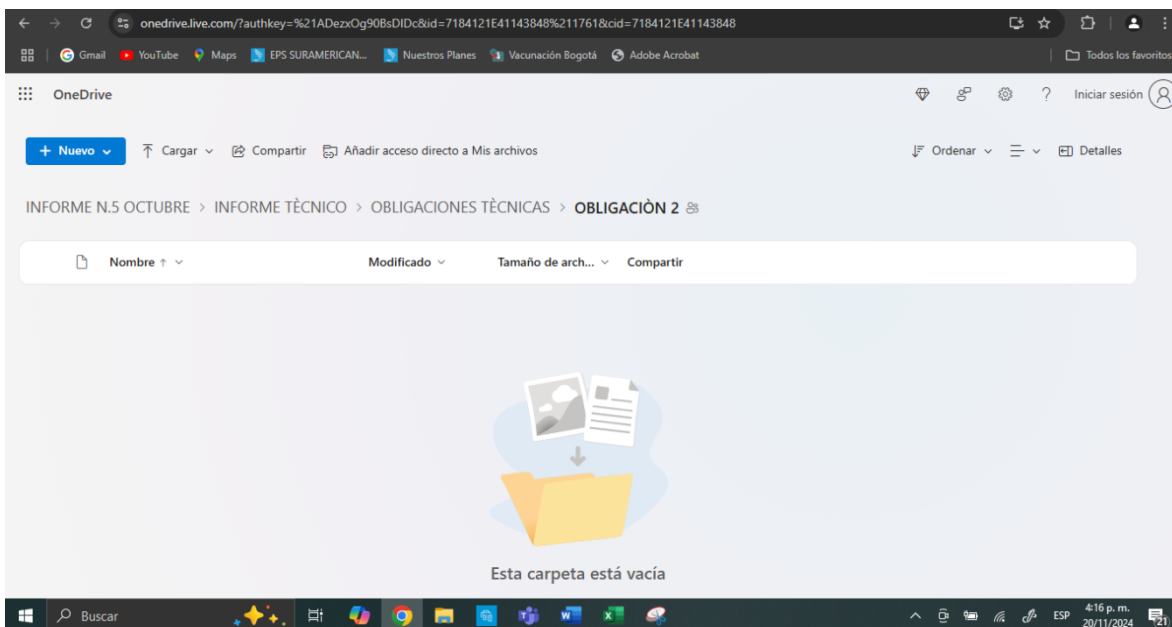 onedrive.live.com/?authkey=%21ADezxOg90BsDIDc&id=7184121E41143848%211761&cid=7184121E41143848
Gmail YouTube Maps EPS SURAMERICAN... Nuestros Planes Vacunación Bogotá Adobe Acrobat Todos los favoritos
OneDrive Iniciar sesión
+ Nuevo Cargar Compartir Añadir acceso directo a Mis archivos Ordenar Detalles
INFORME N.5 OCTUBRE > INFORME TÈCNICO > OBLIGACIONES TÈCNICAS > OBLIGACIÒN 2
Nombre ↑ Modificado Tamaño de arch... Compartir
Esta carpeta está vacía
Buscar ESP 4:16 p. m.
20/11/2024 21